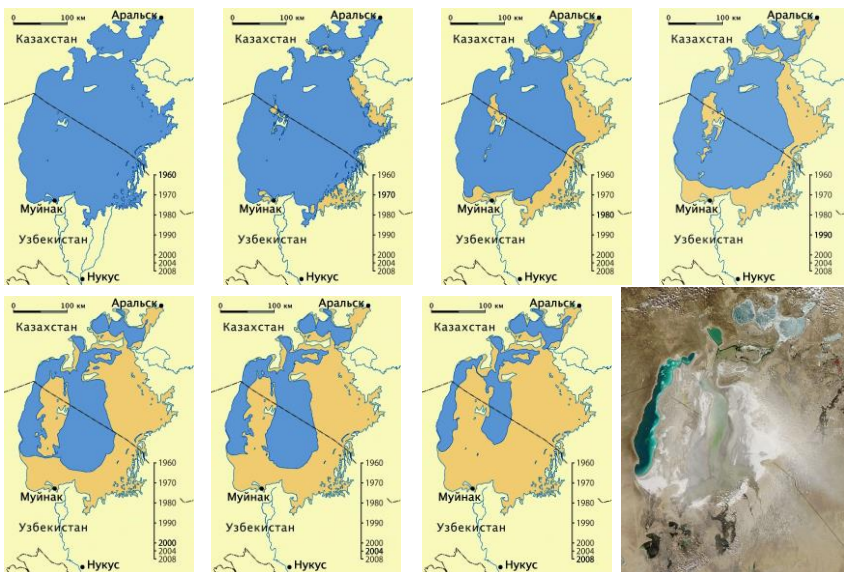 0 100 км
Аральск
Казахстан
1960
1970
1980
1990
2000
2004
2008
Муйнак
Узбекистан
Нукус
0 100 км
Аральск
Казахстан
1960
1970
1980
1990
2000
2004
2008
Муйнак
Узбекистан
Нукус
0 100 км
Аральск
Казахстан
1960
1970
1980
1990
2000
2004
2008
Муйнак
Узбекистан
Нукус
0 100 км
Аральск
Казахстан
1960
1970
1980
1990
2000
2004
2008
Муйнак
Узбекистан
Нукус
0 100 км
Аральск
Казахстан
1960
1970
1980
1990
2000
2004
2008
Муйнак
Узбекистан
Нукус
0 100 км
Аральск
Казахстан
1960
1970
1980
1990
2000
2004
2008
Муйнак
Узбекистан
Нукус
0 100 км
Аральск
Казахстан
1960
1970
1980
1990
2000
2004
2008
Муйнак
Узбекистан
Нукус